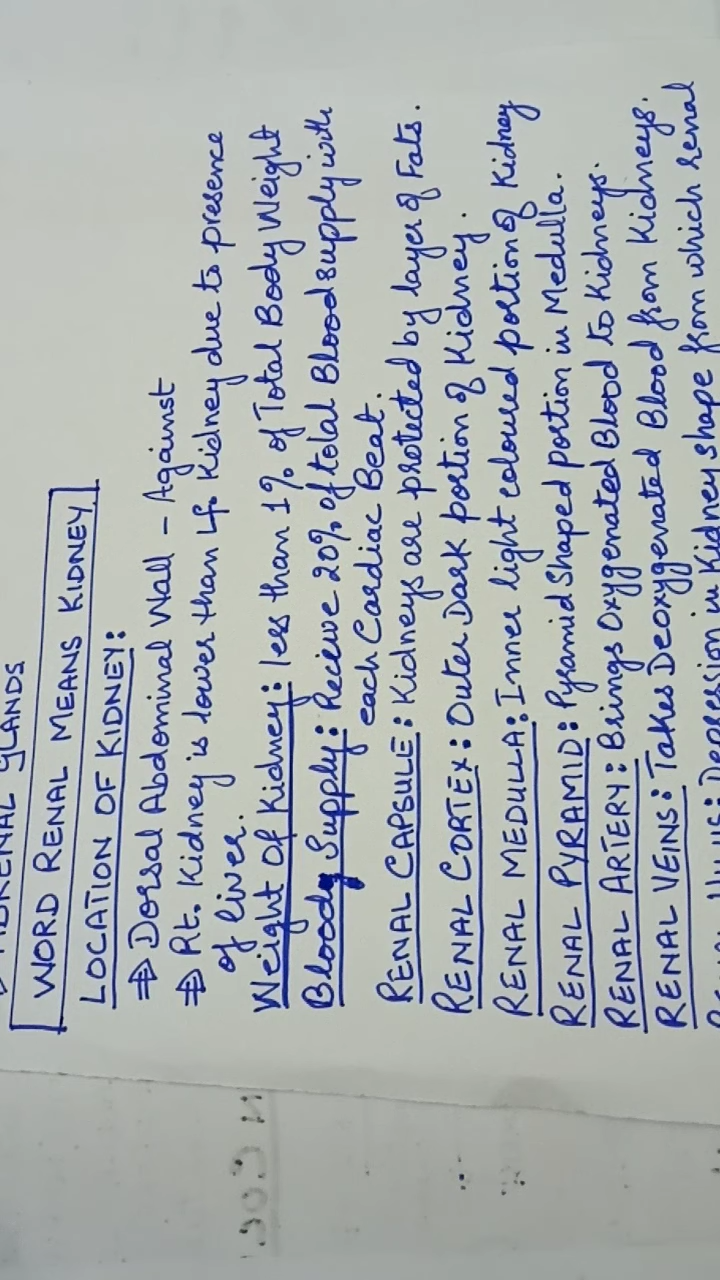 ADRENAL GLANDS
WORD RENAL MEANS KIDNEY
LOCATION OF KIDNEY:
⇒ Dorsal Abdominal Wall - Against
⇒ Rt. Kidney is lower than Lf. Kidney due to presence
of liver.
Weight of Kidney: less than 1% of Total Body Weight
Blood Supply: Recieve 20% of total Blood supply with
each Cardiac Beat.
RENAL CAPSULE: Kidneys are protected by layer of Fats.
RENAL CORTEX: Outer Dark portion of Kidney.
RENAL MEDULLA: Inner light coloured portion of Kidney
RENAL PYRAMID: Pyramid Shaped portion in Medulla.
RENAL ARTERY: Brings Oxygenated Blood to Kidneys.
RENAL VEINS: Takes Deoxygenated Blood from Kidneys.
Depression in Kidney shape from which renal